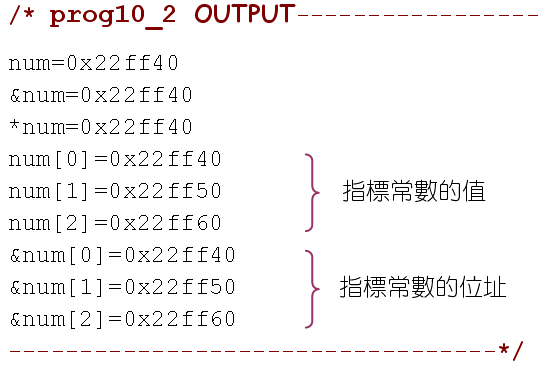 /* prog10_2 OUTPUT-----------------
num=0x22ff40
&num=0x22ff40
*num=0x22ff40
num[0]=0x22ff40
num[1]=0x22ff50 指標常數的值
num[2]=0x22ff60
&num[0]=0x22ff40
&num[1]=0x22ff50 指標常數的位址
&num[2]=0x22ff60
----------------------------------*/